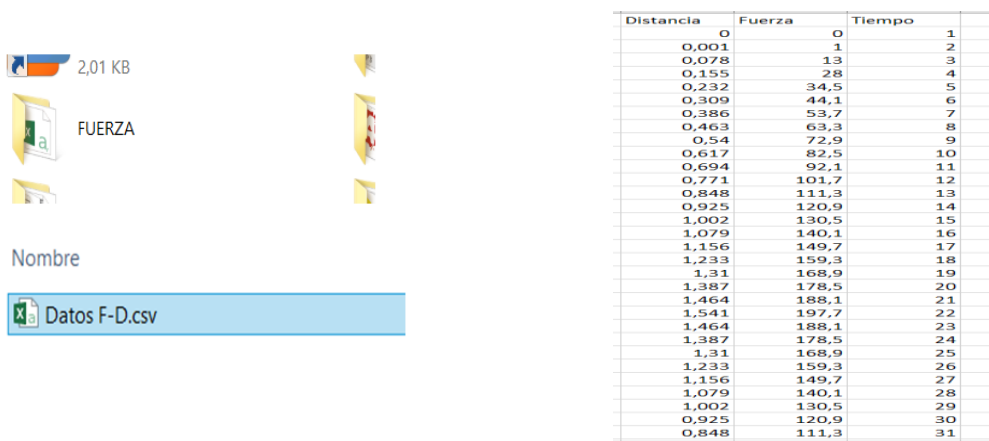 2,01 KB
FUERZA
Nombre
Datos F-D.csv
Distancia Fuerza Tiempo
0 0 1
0,001 1 2
0,078 13 3
0,155 28 4
0,232 34,5 5
0,309 44,1 6
0,386 53,7 7
0,463 63,3 8
0,54 72,9 9
0,617 82,5 10
0,694 92,1 11
0,771 101,7 12
0,848 111,3 13
0,925 120,9 14
1,002 130,5 15
1,079 140,1 16
1,156 149,7 17
1,233 159,3 18
1,31 168,9 19
1,387 178,5 20
1,464 188,1 21
1,541 197,7 22
1,464 188,1 23
1,387 178,5 24
1,31 168,9 25
1,233 159,3 26
1,156 149,7 27
1,079 140,1 28
1,002 130,5 29
0,925 120,9 30
0,848 111,3 31